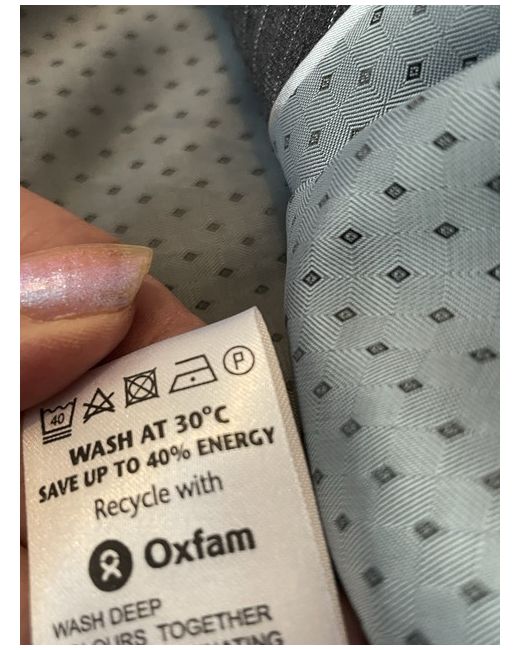 40 P
WASH AT 30°C
SAVE UP TO 40% ENERGY
Recycle with
Oxfam
WASH DEEP
COLOURS TOGETHER